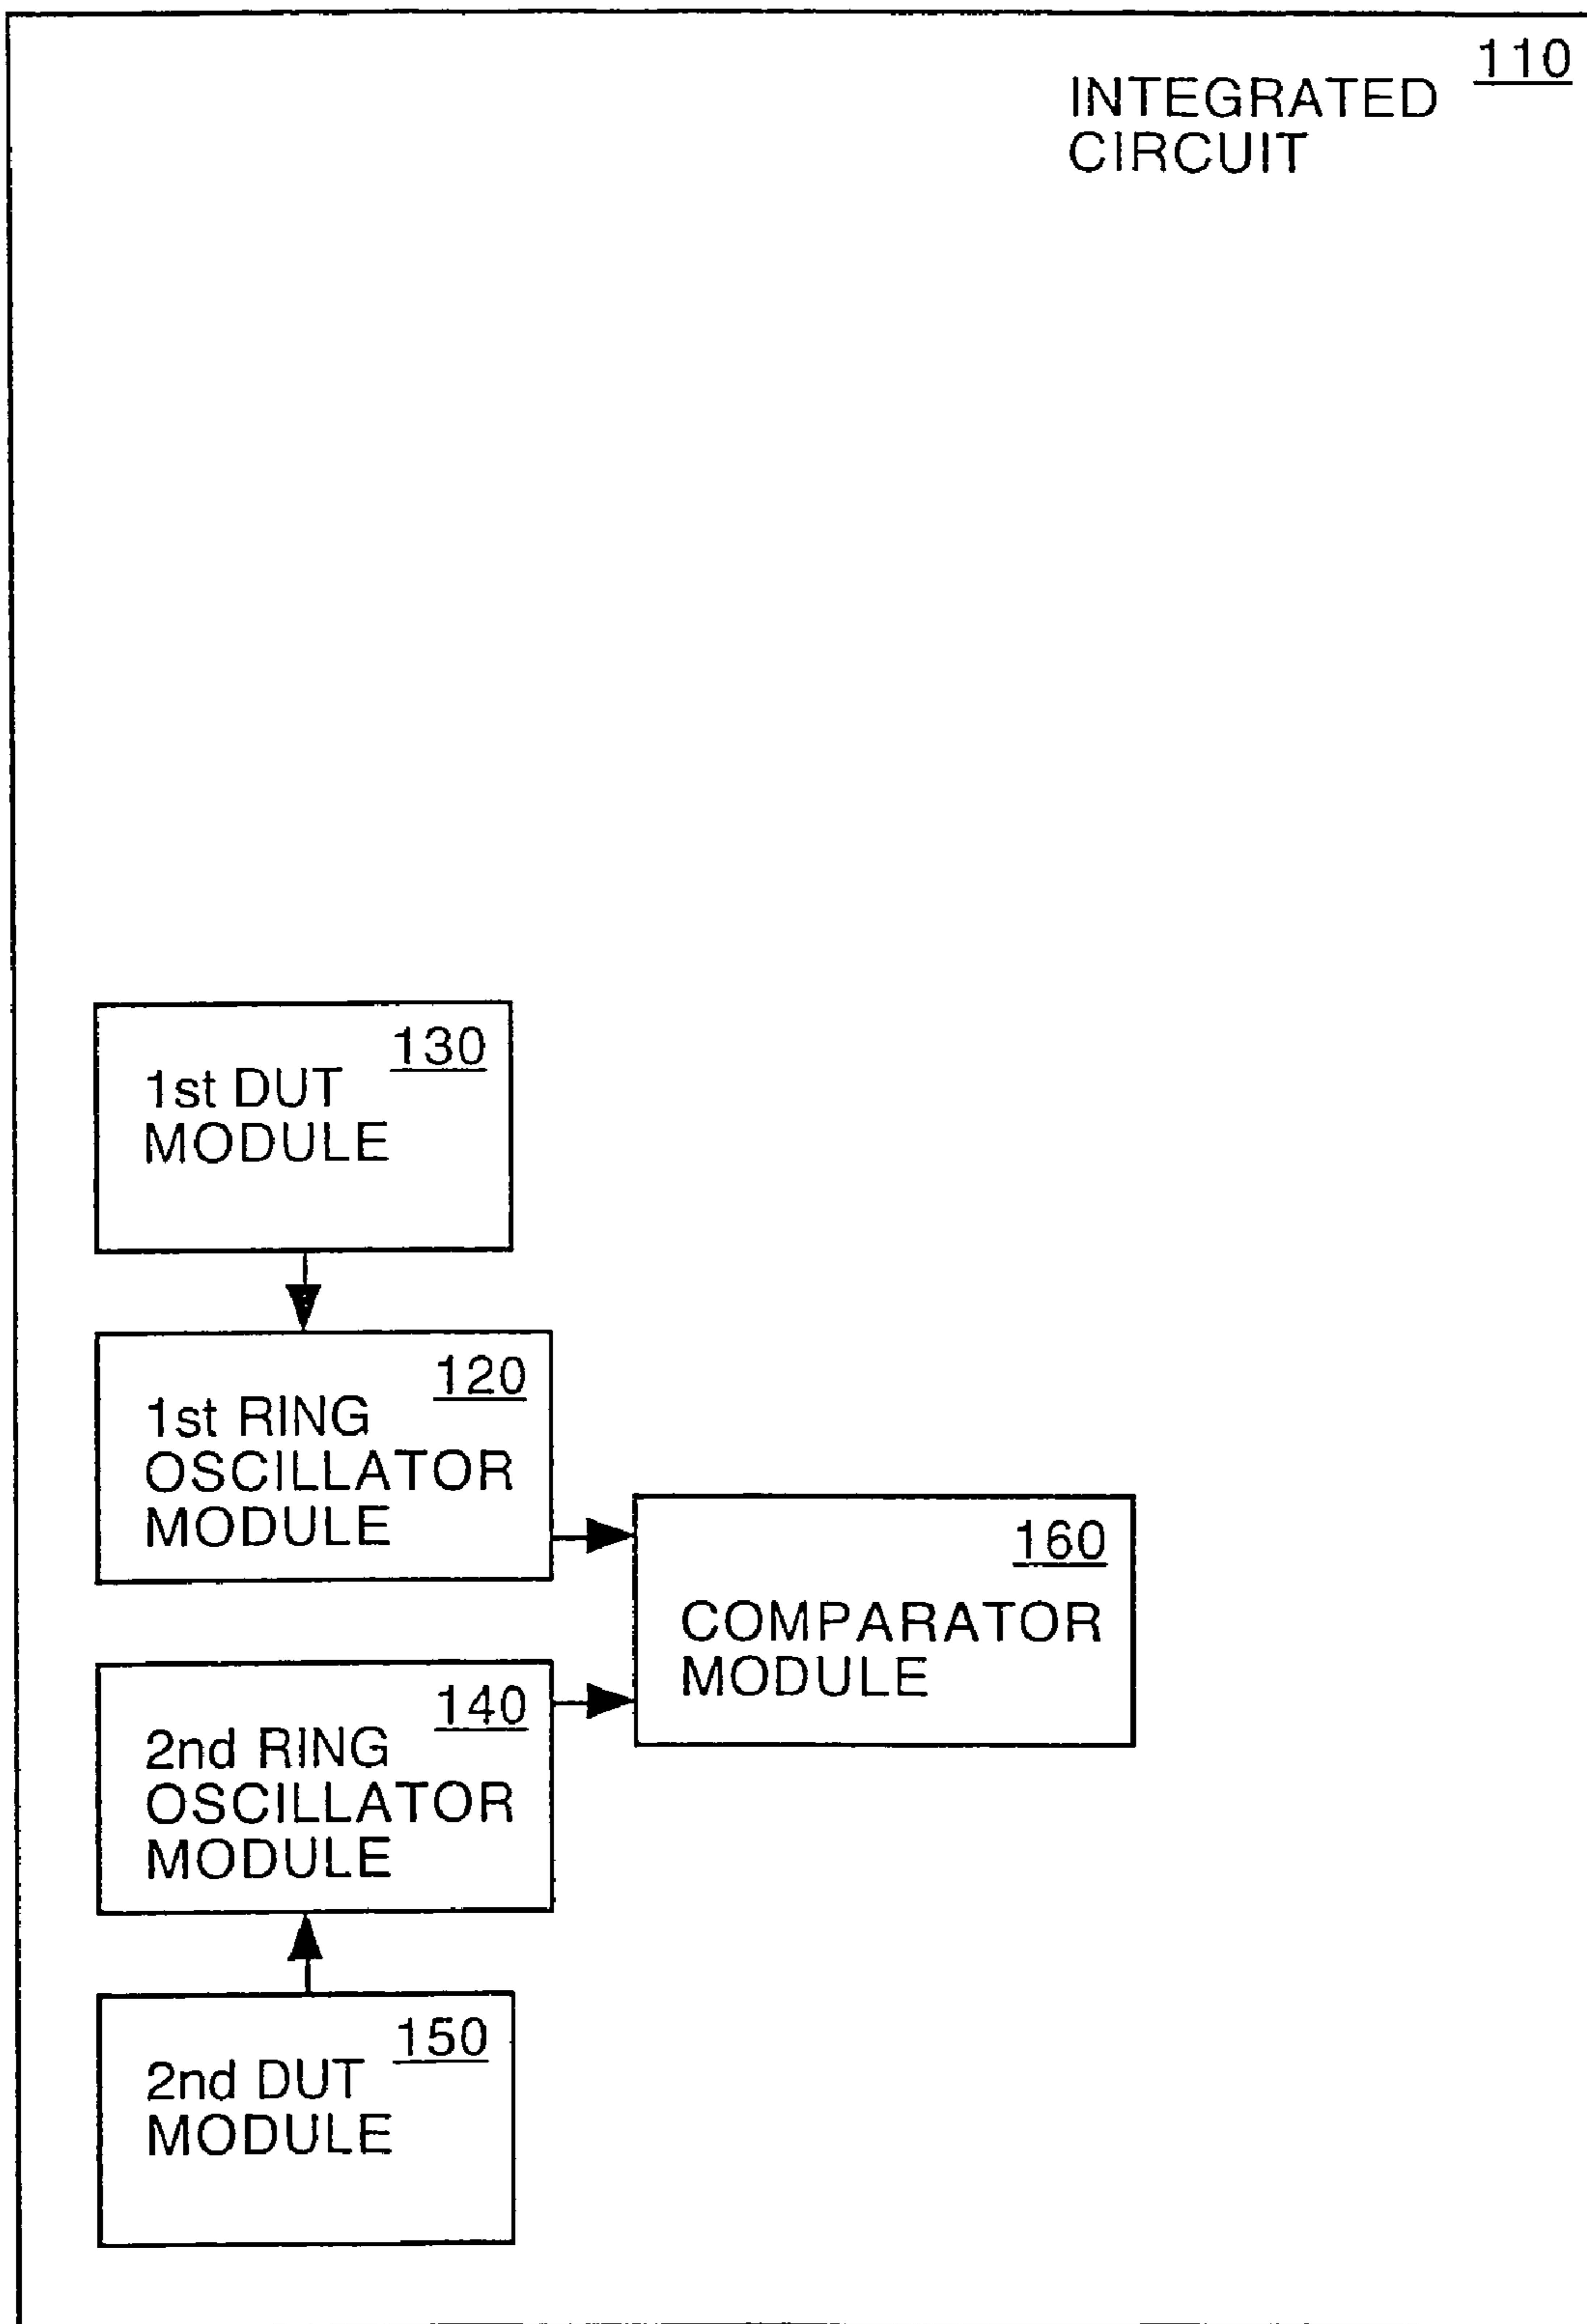 110
INTEGRATED
CIRCUIT
130
1st DUT
MODULE
120
1st RING
OSCILLATOR
MODULE
160
COMPARATOR
MODULE
140
2nd RING
OSCILLATOR
MODULE
150
2nd DUT
MODULE